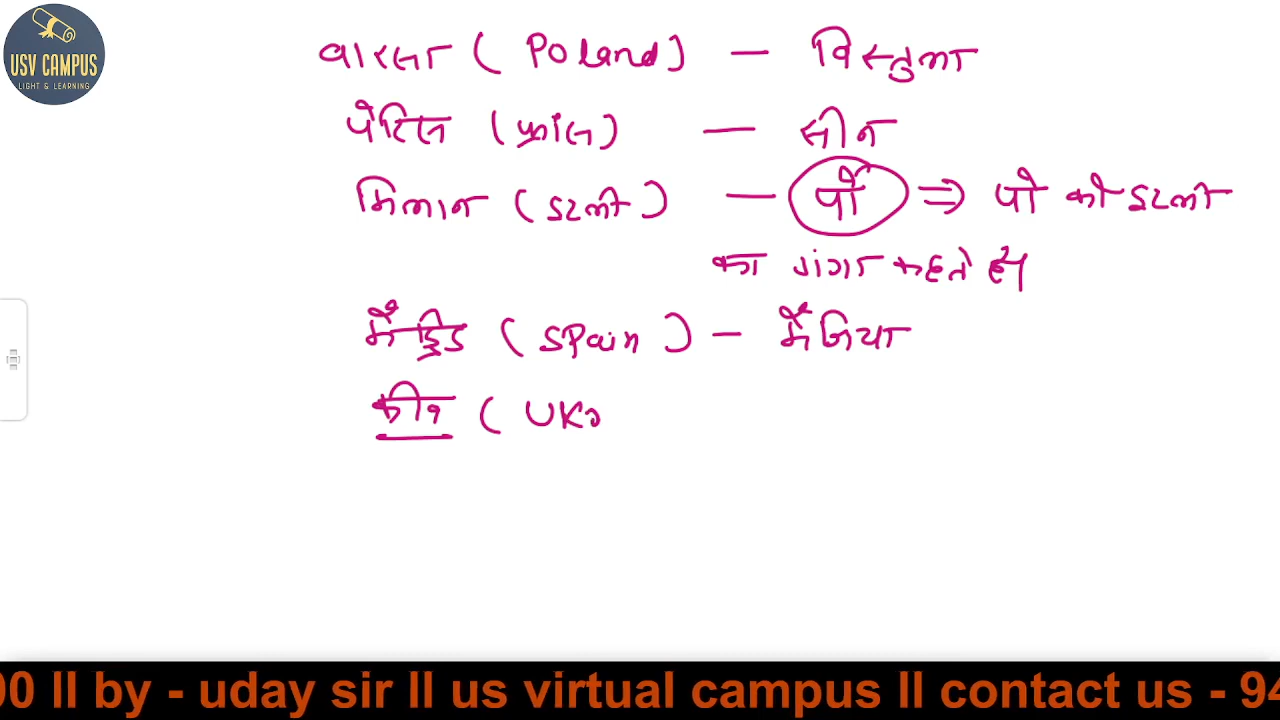 USV CAMPUS
LIGHT & LEARNING
वारसा ( Poland ) – विस्तुला
पेरिस ( फ्रांस ) – सीन
मिलान ( इटली ) – पो ⇒ पो को इटली
का गंगा कहते हैं।
मैड्रिड ( Spain ) – मैंजिया
कीव ( UKr
00 ll by - uday sir ll us virtual campus ll contact us - 94